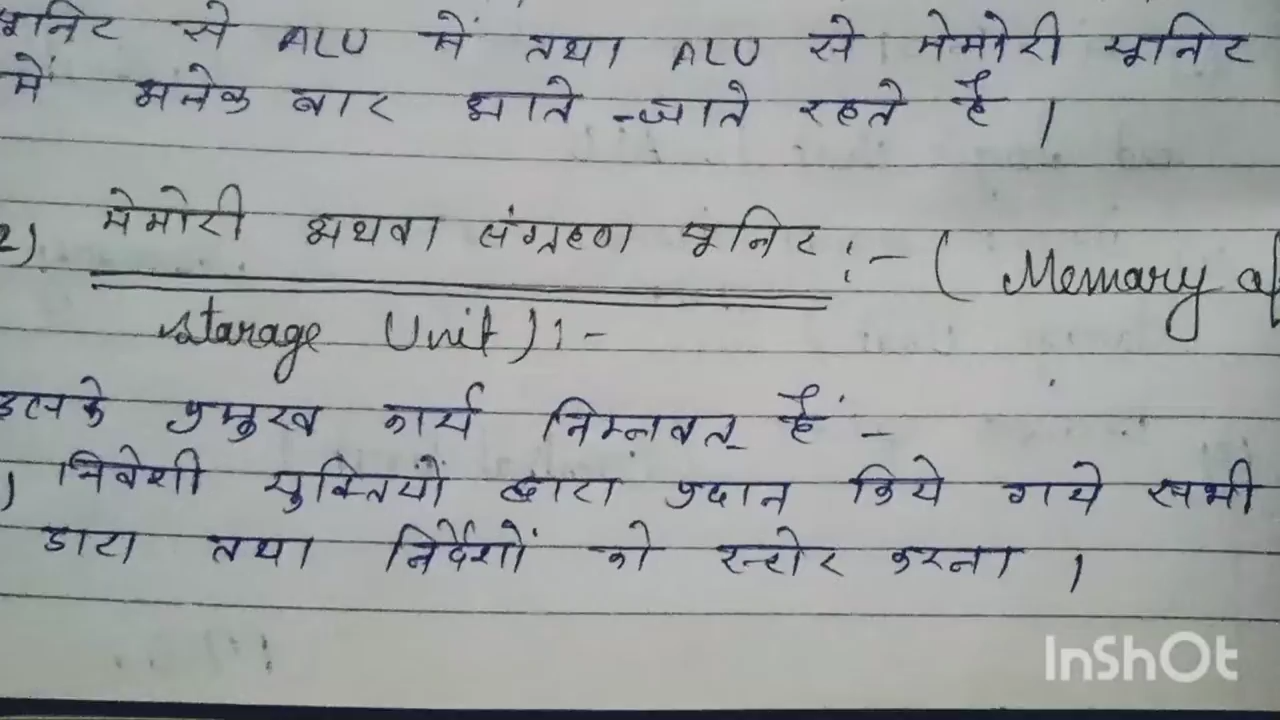 यूनिट से ALU में तथा ALU से मेमोरी यूनिट
में अनेक बार आते -जाते रहते है ।
2) मेमोरी अथवा संग्रहण यूनिट :- ( Memary of
starage Unit ) :-
इसके प्रमुख कार्य निम्नवत् हैं -
) निवेशी युक्तियों द्वारा प्रदान किये गये सभी
डाटा तथा निर्देशों को स्टोर करना ।
InShOt